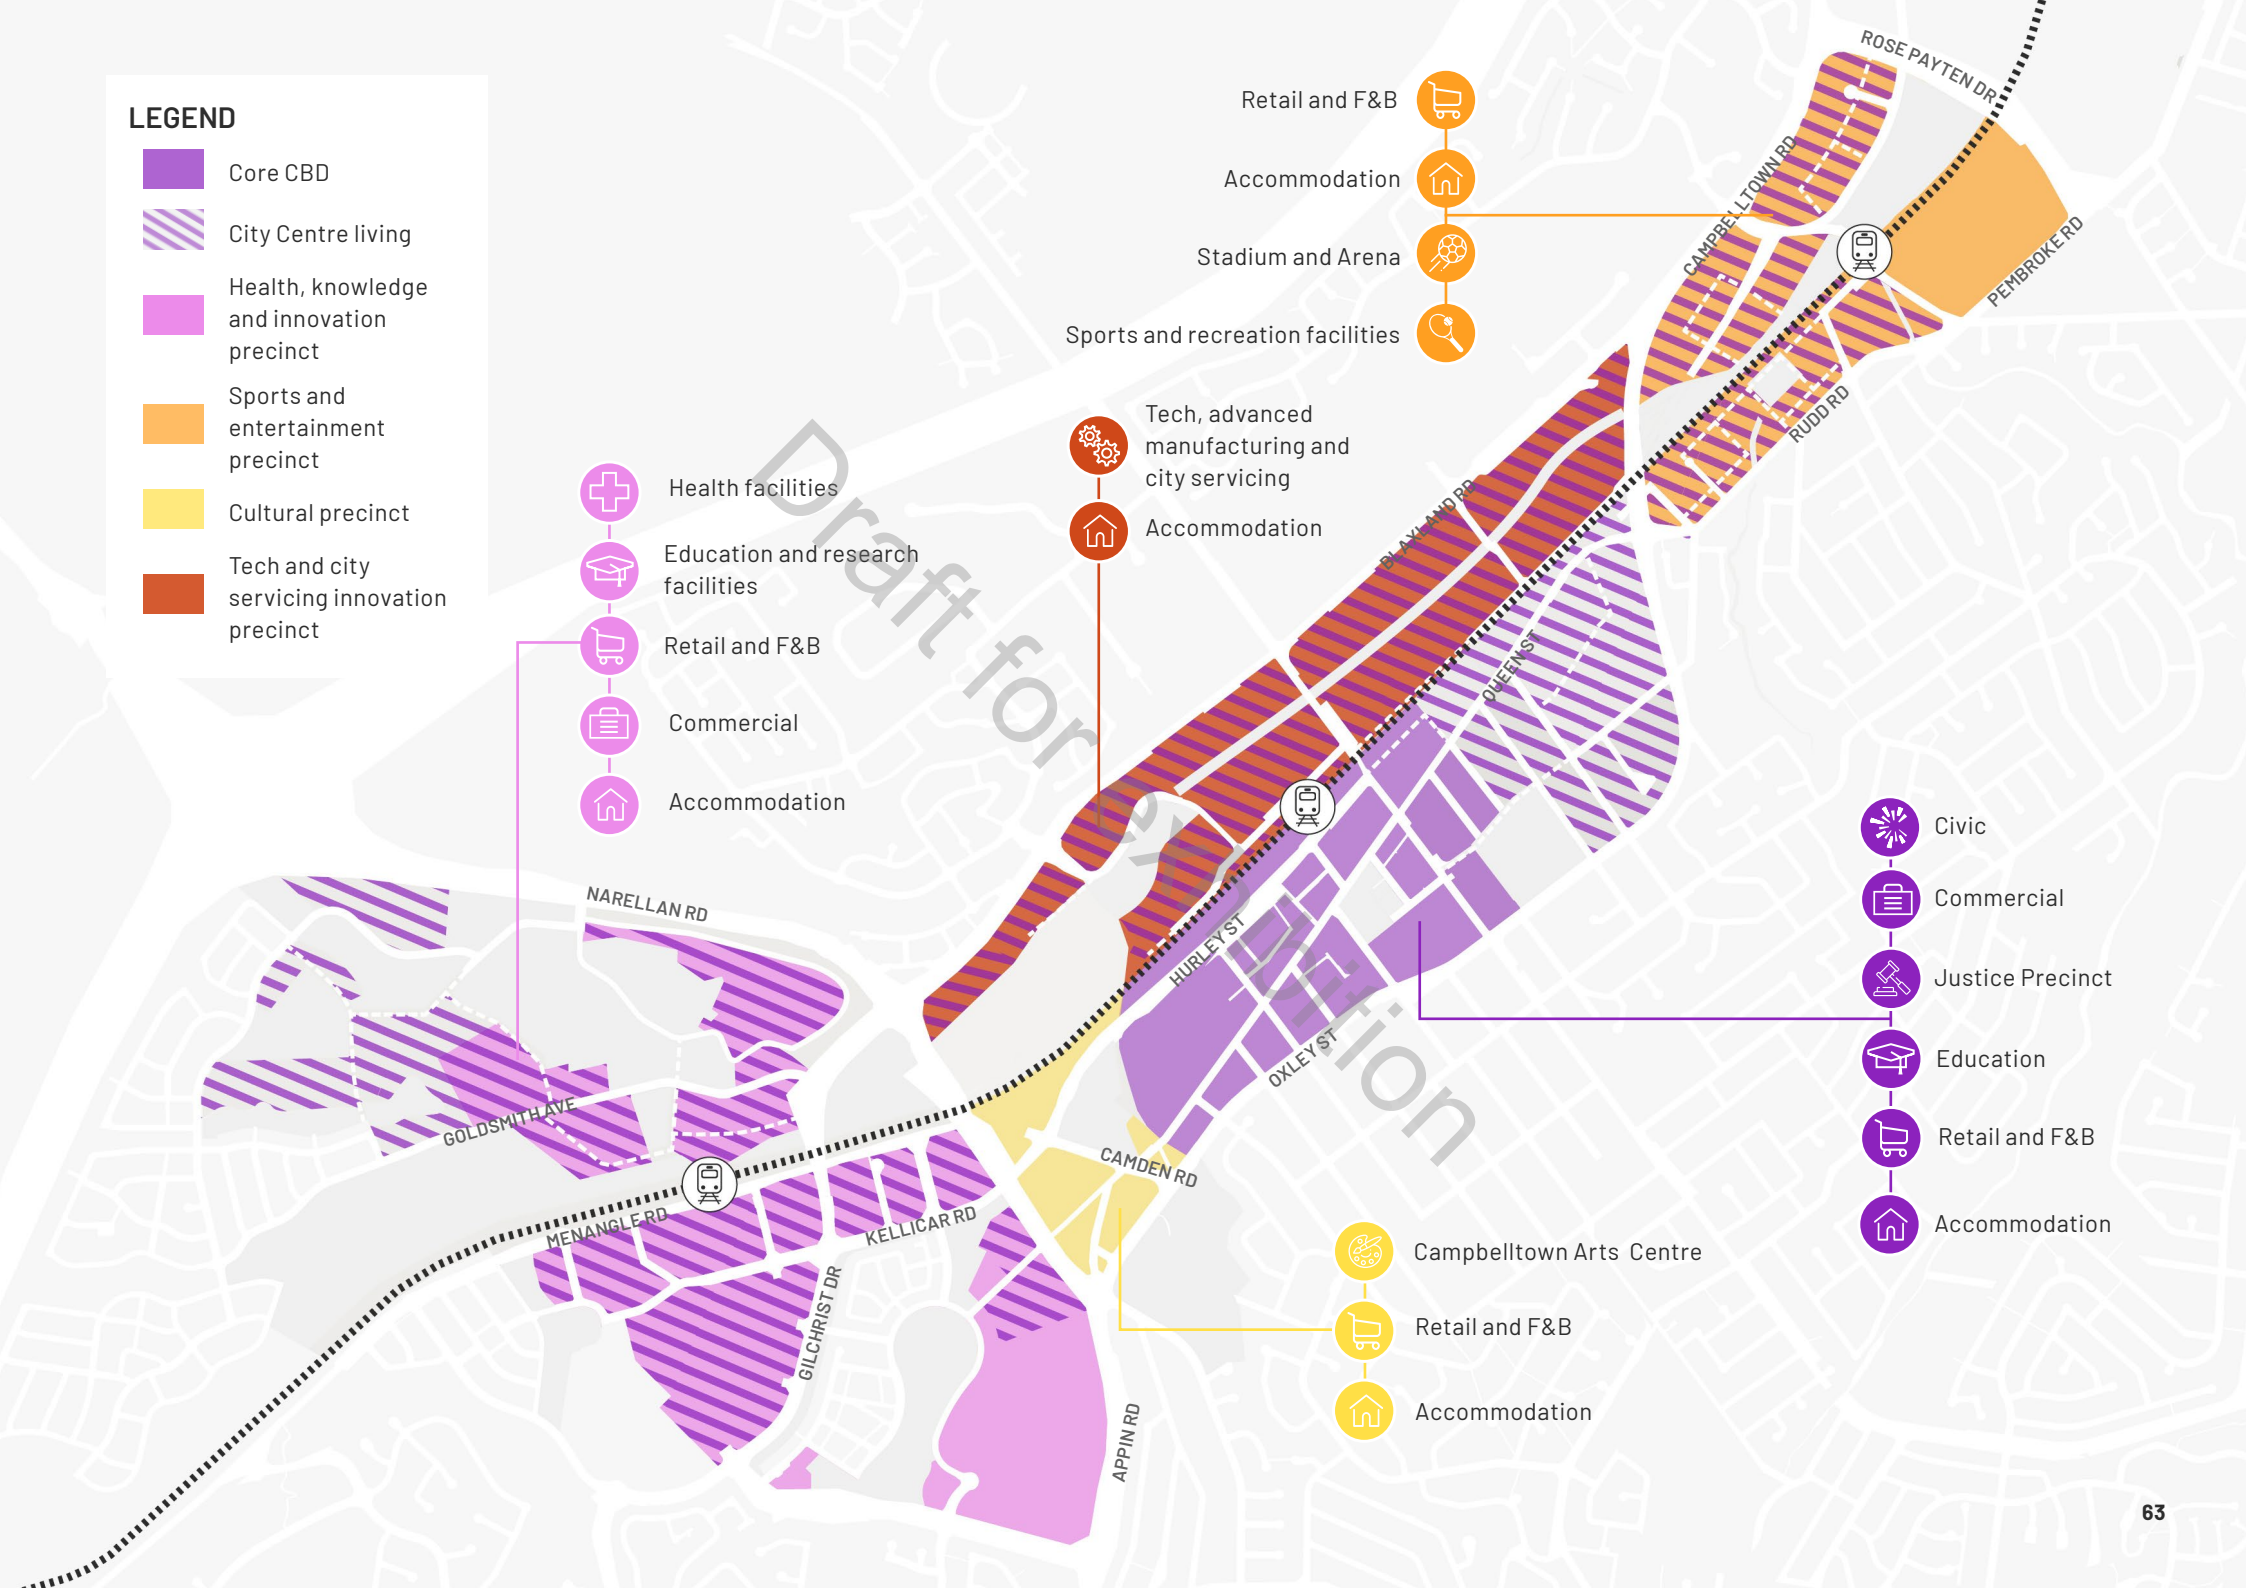 LEGEND
Core CBD
City Centre living
Health, knowledge
and innovation
precinct
Sports and
entertainment
precinct
Cultural precinct
Tech and city
servicing innovation
precinct
Retail and F&B
Accommodation
Stadium and Arena
Sports and recreation facilities
Tech, advanced
manufacturing and
city servicing
Accommodation
Health facilities
Education and research
facilities
Retail and F&B
Commercial
Accommodation
Civic
Commercial
Justice Precinct
Education
Retail and F&B
Accommodation
Campbelltown Arts Centre
Retail and F&B
Accommodation
ROSE PAYTEN DR
CAMPBELLTOWN RD
PEMBROKE RD
RUDD RD
BLAXLAND RD
QUEEN ST
NARELLAN RD
HURLEY ST
OXLEY ST
GOLDSMITH AVE
CAMDEN RD
MENANGLE RD
KELLICAR RD
GILCHRIST DR
APPIN RD
Draft for exhibition
63